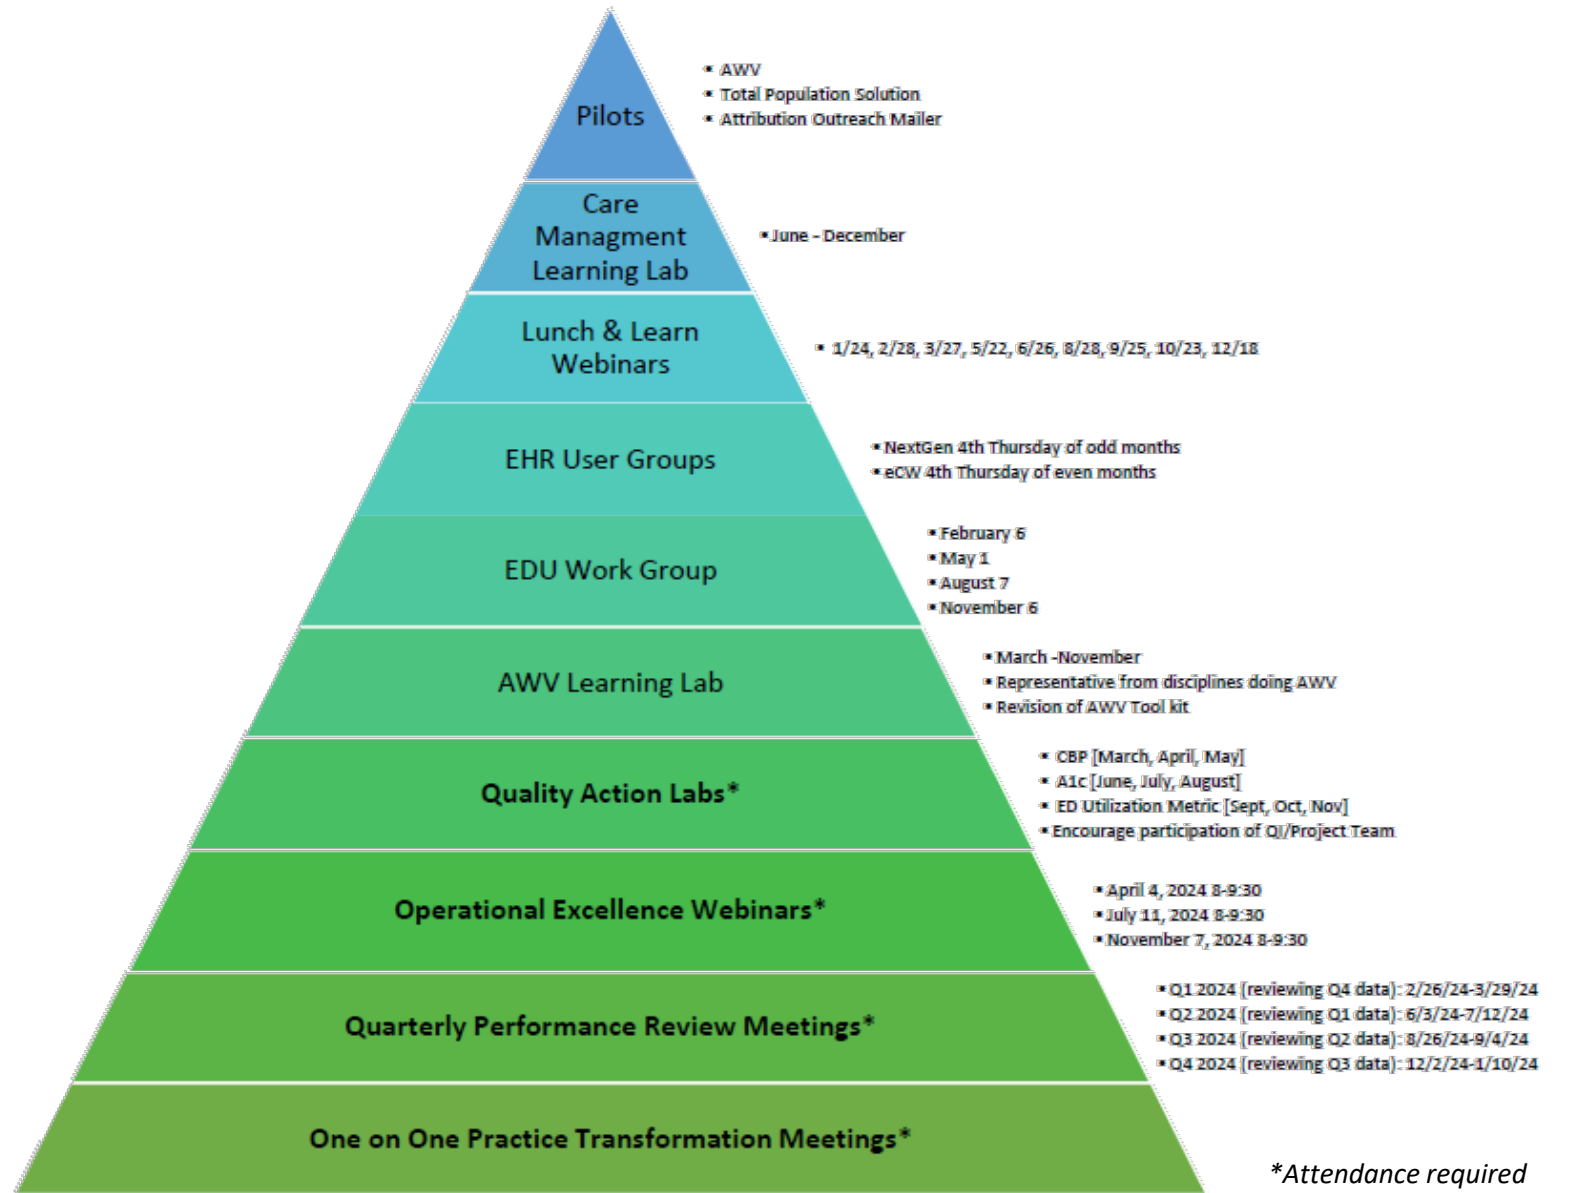 Pilots
▪ AWV
▪ Total Population Solution
▪ Attribution Outreach Mailer
Care
Managment
Learning Lab
▪ June - December
Lunch & Learn
Webinars
▪ 1/24, 2/28, 3/27, 5/22, 6/26, 8/28, 9/25, 10/23, 12/18
EHR User Groups
▪ NextGen 4th Thursday of odd months
▪ eCW 4th Thursday of even months
EDU Work Group
▪ February 6
▪ May 1
▪ August 7
▪ November 6
AWV Learning Lab
▪ March -November
▪ Representative from disciplines doing AWV
▪ Revision of AWV Tool kit
Quality Action Labs*
▪ CBP [March, April, May]
▪ A1c [June, July, August]
▪ ED Utilization Metric [Sept, Oct, Nov]
▪ Encourage participation of QI/Project Team
Operational Excellence Webinars*
▪ April 4, 2024 8-9:30
▪ July 11, 2024 8-9:30
▪ November 7, 2024 8-9:30
Quarterly Performance Review Meetings*
▪ Q1 2024 (reviewing Q4 data): 2/26/24-3/29/24
▪ Q2 2024 (reviewing Q1 data): 6/3/24-7/12/24
▪ Q3 2024 (reviewing Q2 data): 8/26/24-9/4/24
▪ Q4 2024 (reviewing Q3 data): 12/2/24-1/10/24
One on One Practice Transformation Meetings*
*Attendance required